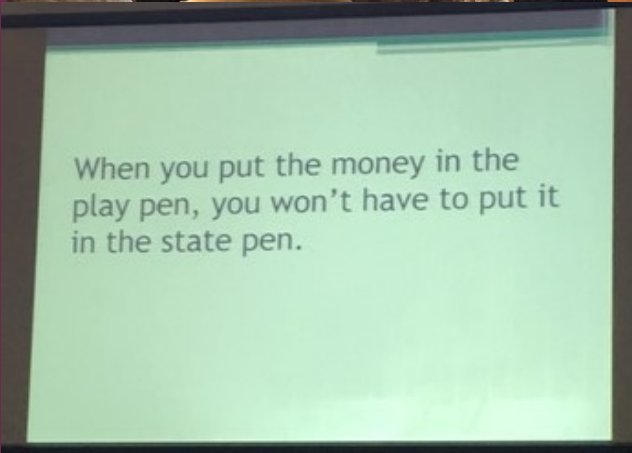 When you put the money in the
play pen, you won't have to put it
in the state pen.